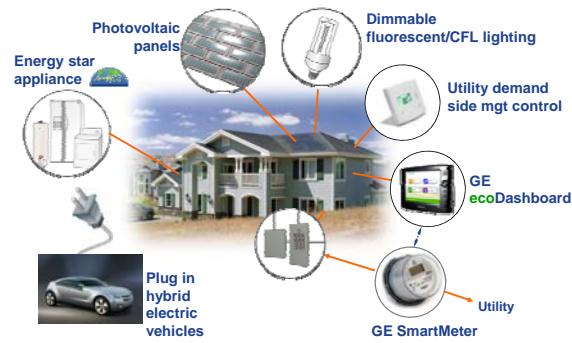 Photovoltaic
panels
Dimmable
fluorescent/CFL lighting
Energy star
appliance
Utility demand
side mgt control
GE
ecoDashboard
Plug in
hybrid
electric
vehicles
Utility
GE SmartMeter